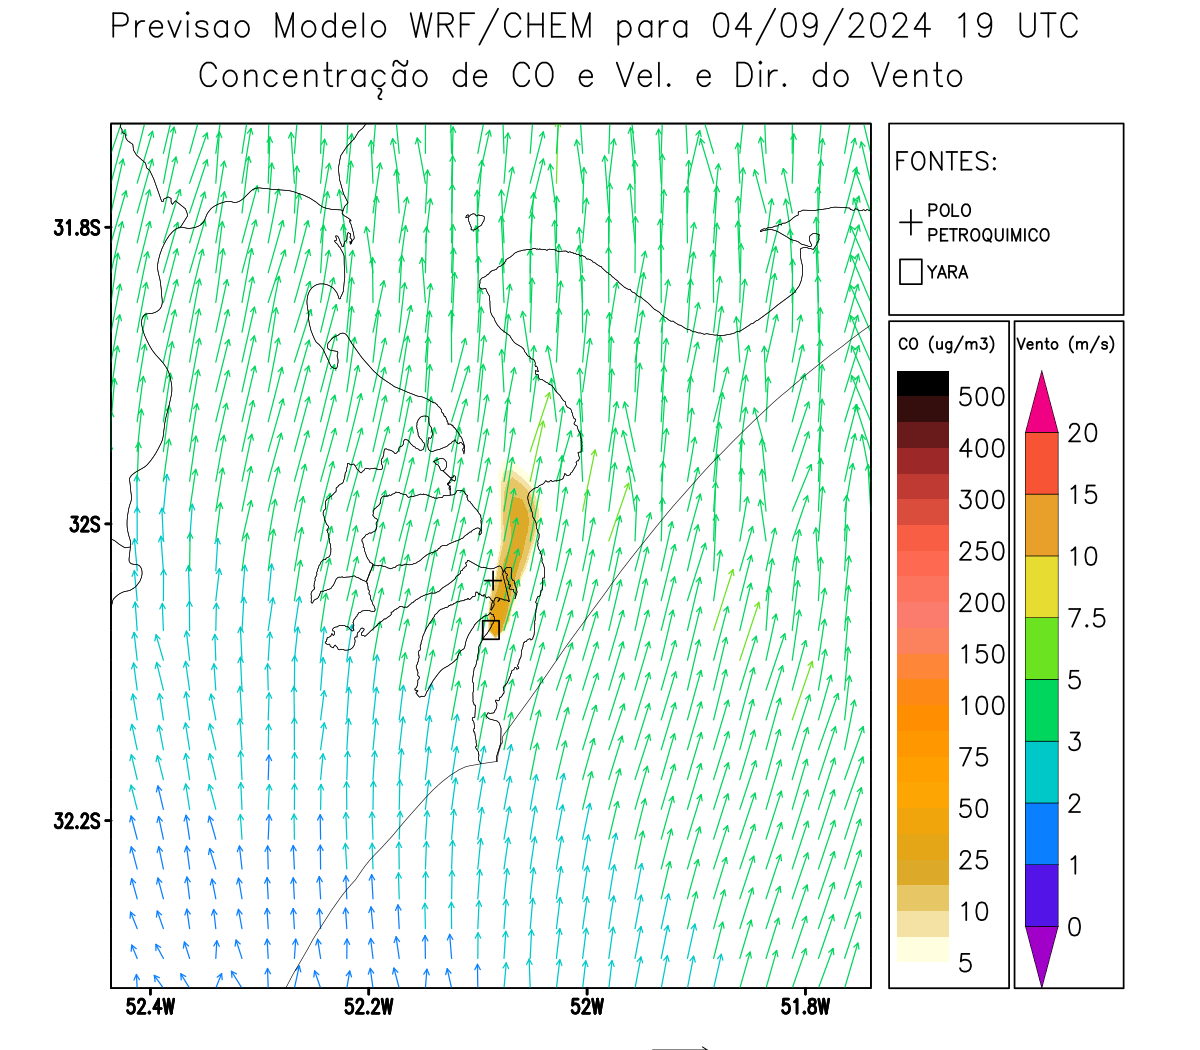 Previsao Modelo WRF/CHEM para 04/09/2024 19 UTC
Concentração de CO e Vel. e Dir. do Vento
FONTES:
POLO
PETROQUIMICO
YARA
CO (ug/m3)
500
400
300
250
200
150
100
75
50
25
10
5
Vento (m/s)
20
15
10
7.5
5
3
2
1
0
31.8S
32S
32.2S
52.4W
52.2W
52W
51.8W